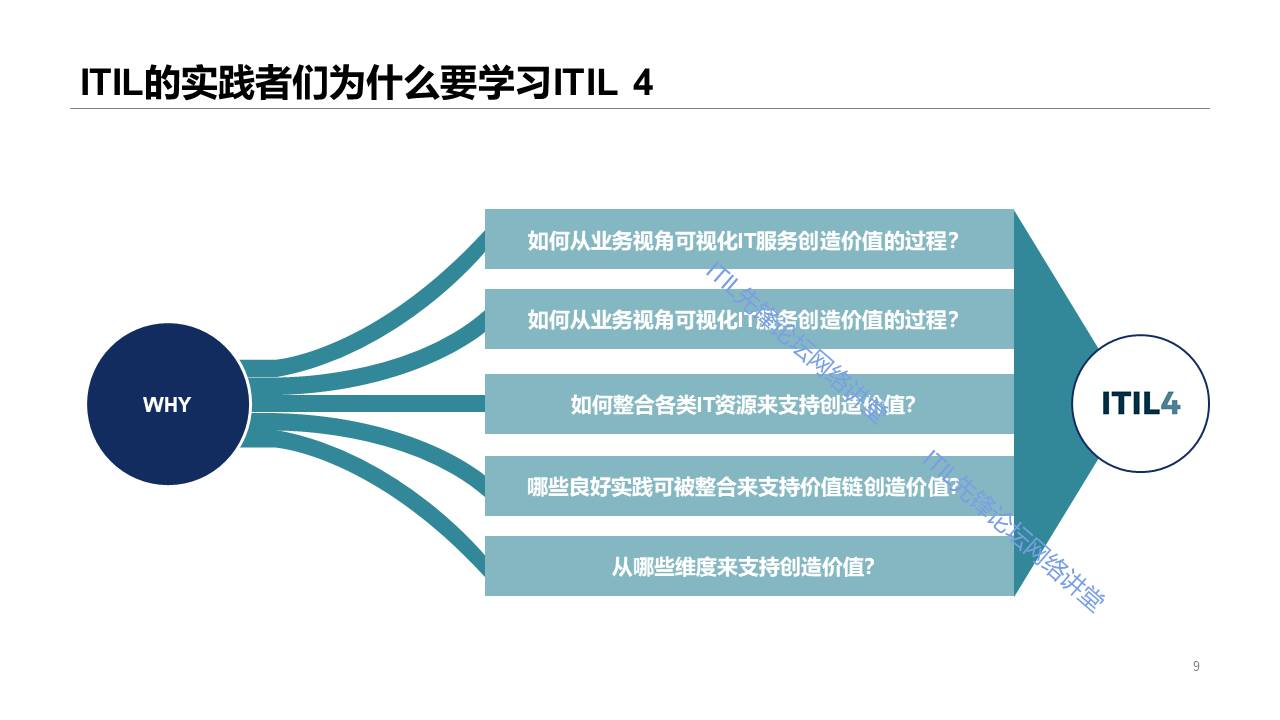 ITIL的实践者们为什么要学习ITIL 4
WHY
如何从业务视角可视化IT服务创造价值的过程?
如何从业务视角可视化IT服务创造价值的过程?
如何整合各类IT资源来支持创造价值?
哪些良好实践可被整合来支持价值链创造价值?
从哪些维度来支持创造价值?
ITIL4
ITIL先锋论坛网络讲堂
ITIL先锋论坛网络讲堂
9